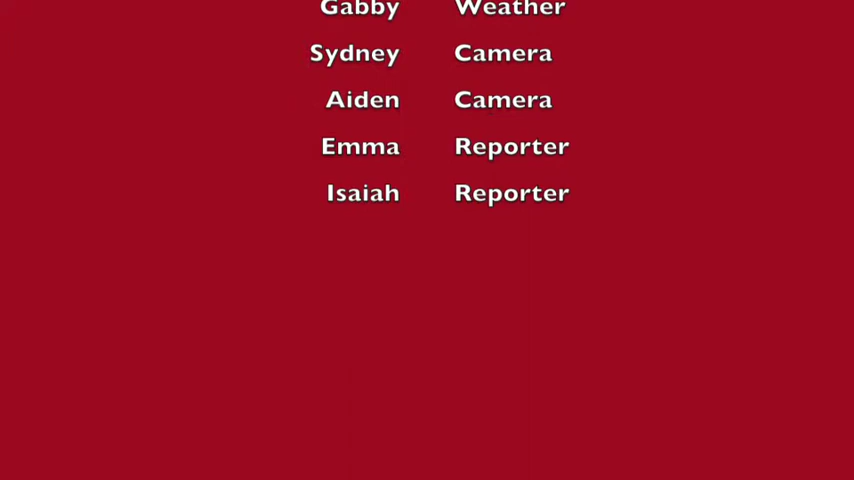 Gabby Weather
Sydney Camera
Aiden Camera
Emma Reporter
Isaiah Reporter